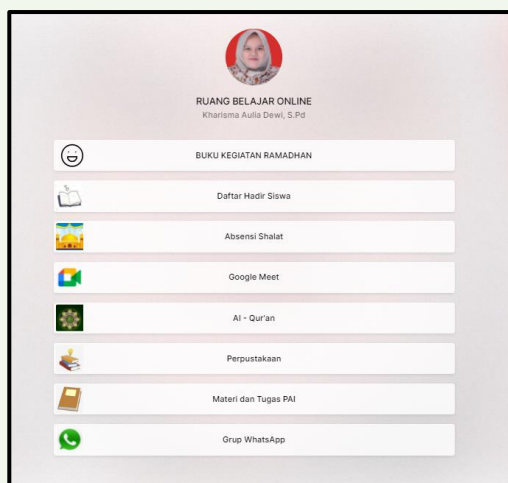 RUANG BELAJAR ONLINE
Kharisma Aulia Dewi, S.Pd
BUKU KEGIATAN RAMADHAN
Daftar Hadir Siswa
Absensi Shalat
Google Meet
Al - Qur'an
Perpustakaan
Materi dan Tugas PAI
Grup WhatsApp